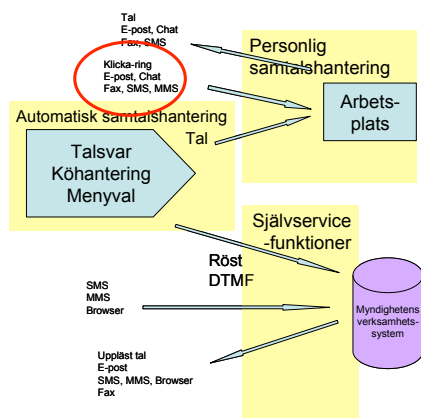 Tal
E-post, Chat
Fax, SMS
Personlig
samtalshantering
Klicka-ring
E-post, Chat
Fax, SMS, MMS
Arbets-
plats
Automatisk samtalshantering
Tal
Talsvar
Köhantering
Menyval
Självservice
-funktioner
Röst
DTMF
SMS
MMS
Browser
Myndighetens
verksamhets-
system
Uppläst tal
E-post
SMS, MMS, Browser
Fax